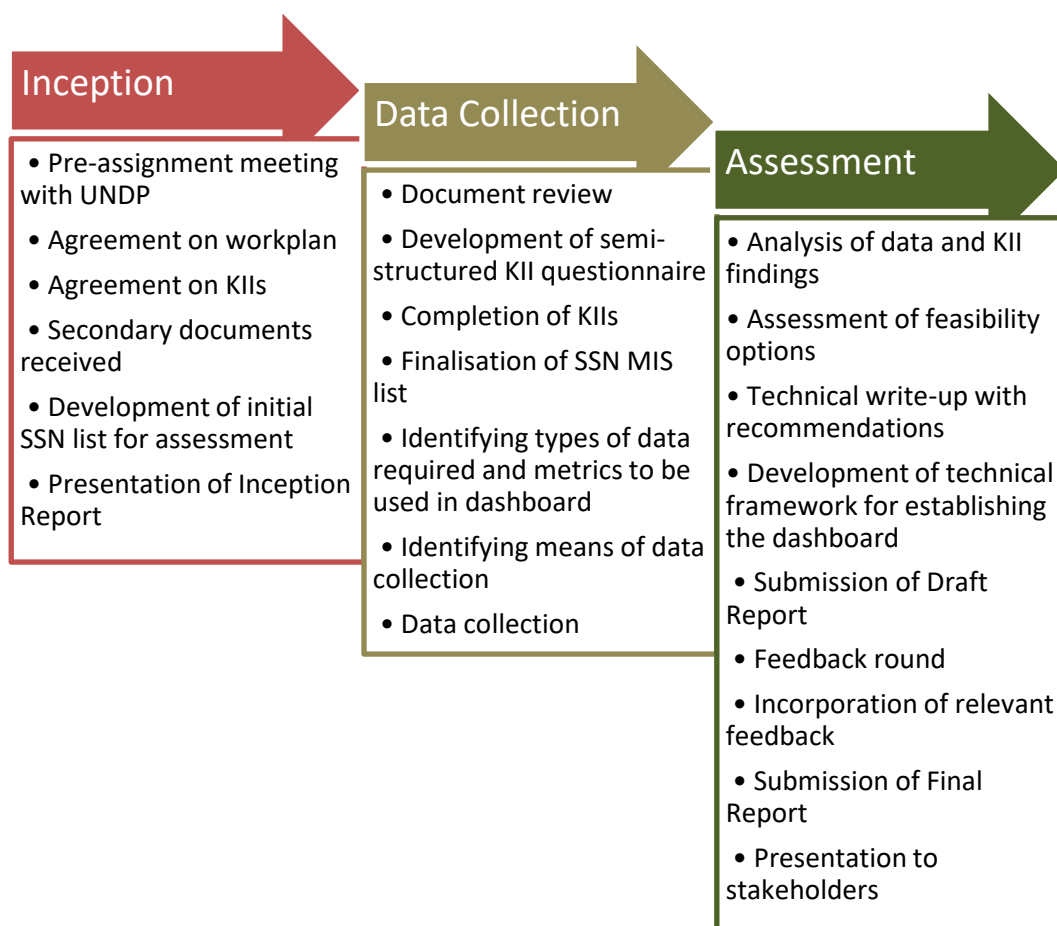 Inception
• Pre-assignment meeting
with UNDP
• Agreement on workplan
• Agreement on KIIs
• Secondary documents
received
• Development of initial
SSN list for assessment
• Presentation of Inception
Report
Data Collection
• Document review
• Development of semi-
structured KII questionnaire
• Completion of KIIs
• Finalisation of SSN MIS
list
• Identifying types of data
required and metrics to be
used in dashboard
• Identifying means of data
collection
• Data collection
Assessment
• Analysis of data and KII
findings
• Assessment of feasibility
options
• Technical write-up with
recommendations
• Development of technical
framework for establishing
the dashboard
• Submission of Draft
Report
• Feedback round
• Incorporation of relevant
feedback
• Submission of Final
Report
• Presentation to
stakeholders